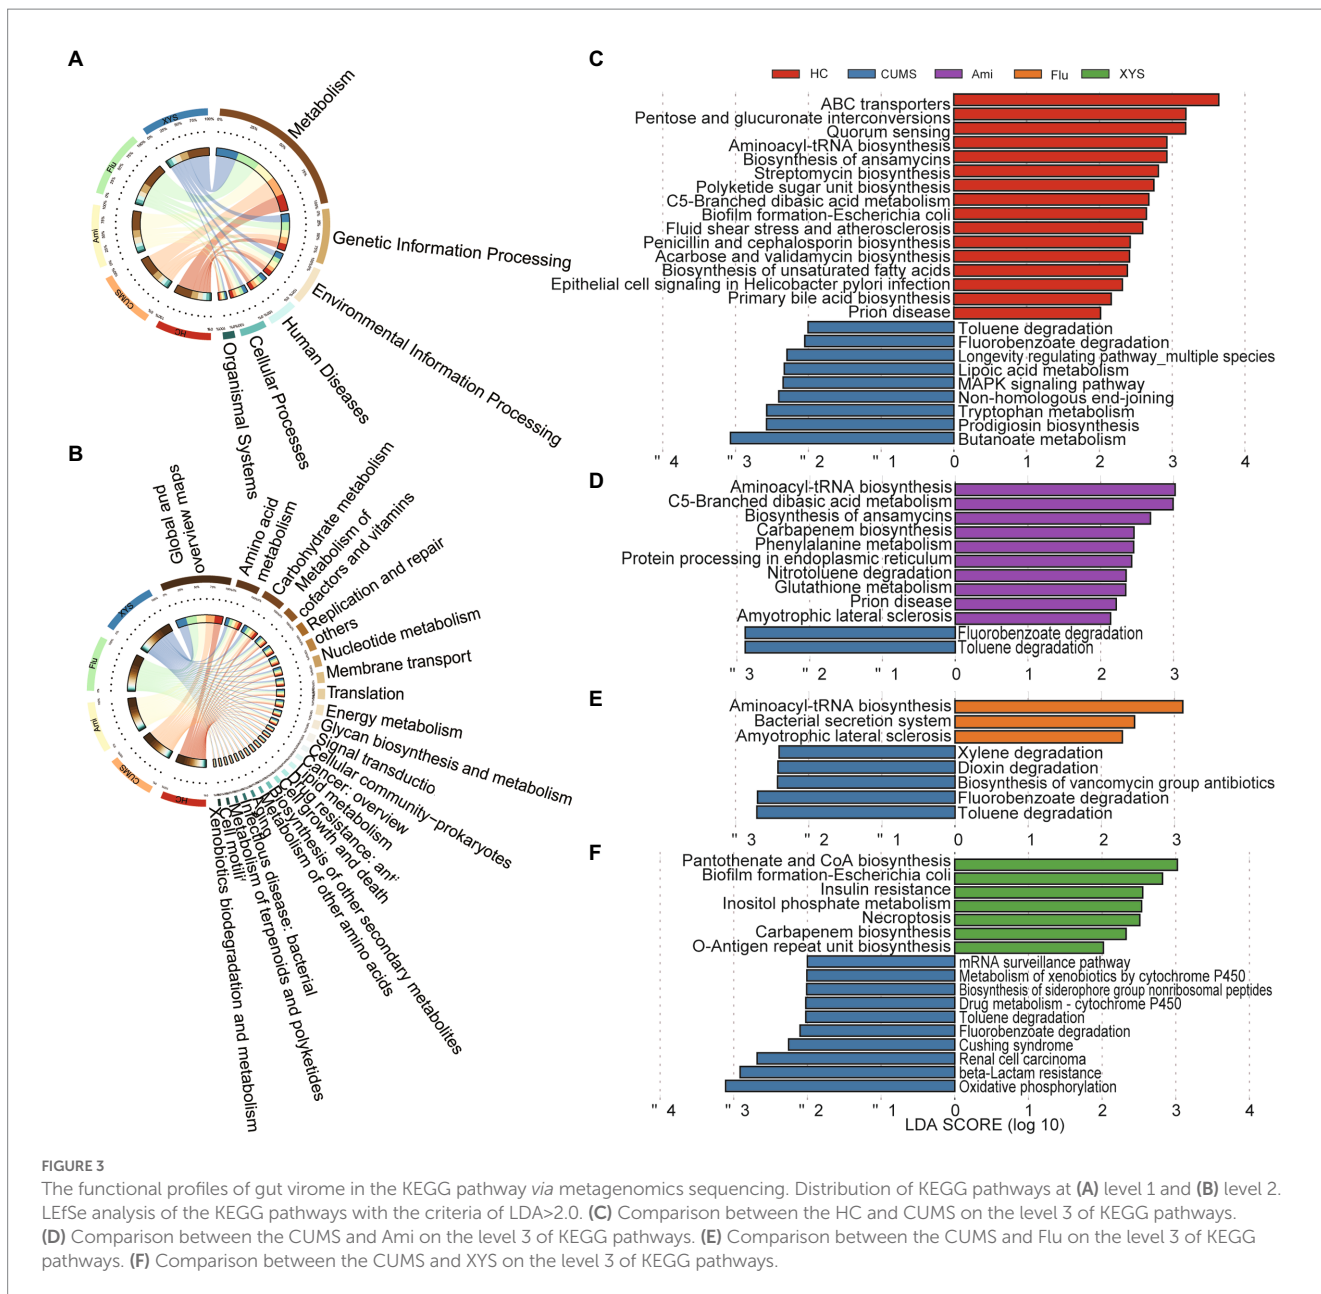 A
Metabolism
Genetic Information Processing
Environmental Information Processing
Human Diseases
Cellular Processes
Organismal Systems
HC
CUMS
Ami
Flu
XYS
B
Global and
overview maps
Amino acid
metabolism
Carbohydrate metabolism
Metabolism of
cofactors and vitamins
Replication and repair
others
Nucleotide metabolism
Membrane transport
Translation
Energy metabolism
Glycan biosynthesis and metabolism
Signal transductio
Cellular community-prokaryotes
Cancer: overview
Lipid metabolism
Drug resistance: ant
Cell growth and death
Biosynthesis of other secondary metabolites
Metabolism of other amino acids
Aging
Infectious disease: bacterial
Metabolism of terpenoids and polyketides
Cell motili
Xenobiotics biodegradation and metabolism
HC
CUMS
Ami
Flu
XYS
C
HC CUMS Ami Flu XYS
ABC transporters
Pentose and glucuronate interconversions
Quorum sensing
Aminoacyl-tRNA biosynthesis
Biosynthesis of ansamycins
Streptomycin biosynthesis
Polyketide sugar unit biosynthesis
C5-Branched dibasic acid metabolism
Biofilm formation-Escherichia coli
Fluid shear stress and atherosclerosis
Penicillin and cephalosporin biosynthesis
Acarbose and validamycin biosynthesis
Biosynthesis of unsaturated fatty acids
Epithelial cell signaling in Helicobacter pylori infection
Primary bile acid biosynthesis
Prion disease
Toluene degradation
Fluorobenzoate degradation
Longevity regulating pathway_multiple species
Lipoic acid metabolism
MAPK signaling pathway
Non-homologous end-joining
Tryptophan metabolism
Prodigiosin biosynthesis
Butanoate metabolism
" 4 " 3 " 2 " 1 0 1 2 3 4
D
Aminoacyl-tRNA biosynthesis
C5-Branched dibasic acid metabolism
Biosynthesis of ansamycins
Carbapenem biosynthesis
Phenylalanine metabolism
Protein processing in endoplasmic reticulum
Nitrotoluene degradation
Glutathione metabolism
Prion disease
Amyotrophic lateral sclerosis
Fluorobenzoate degradation
Toluene degradation
" 3 " 2 " 1 0 1 2 3
E
Aminoacyl-tRNA biosynthesis
Bacterial secretion system
Amyotrophic lateral sclerosis
Xylene degradation
Dioxin degradation
Biosynthesis of vancomycin group antibiotics
Fluorobenzoate degradation
Toluene degradation
" 3 " 2 " 1 0 1 2 3
F
Pantothenate and CoA biosynthesis
Biofilm formation-Escherichia coli
Insulin resistance
Inositol phosphate metabolism
Necroptosis
Carbapenem biosynthesis
O-Antigen repeat unit biosynthesis
mRNA surveillance pathway
Metabolism of xenobiotics by cytochrome P450
Biosynthesis of siderophore group nonribosomal peptides
Drug metabolism - cytochrome P450
Toluene degradation
Fluorobenzoate degradation
Cushing syndrome
Renal cell carcinoma
beta-Lactam resistance
Oxidative phosphorylation
" 4 " 3 " 2 " 1 0 1 2 3 4
LDA SCORE (log 10)
FIGURE 3
The functional profiles of gut virome in the KEGG pathway via metagenomics sequencing. Distribution of KEGG pathways at (A) level 1 and (B) level 2.
LEfSe analysis of the KEGG pathways with the criteria of LDA>2.0. (C) Comparison between the HC and CUMS on the level 3 of KEGG pathways.
(D) Comparison between the CUMS and Ami on the level 3 of KEGG pathways. (E) Comparison between the CUMS and Flu on the level 3 of KEGG
pathways. (F) Comparison between the CUMS and XYS on the level 3 of KEGG pathways.